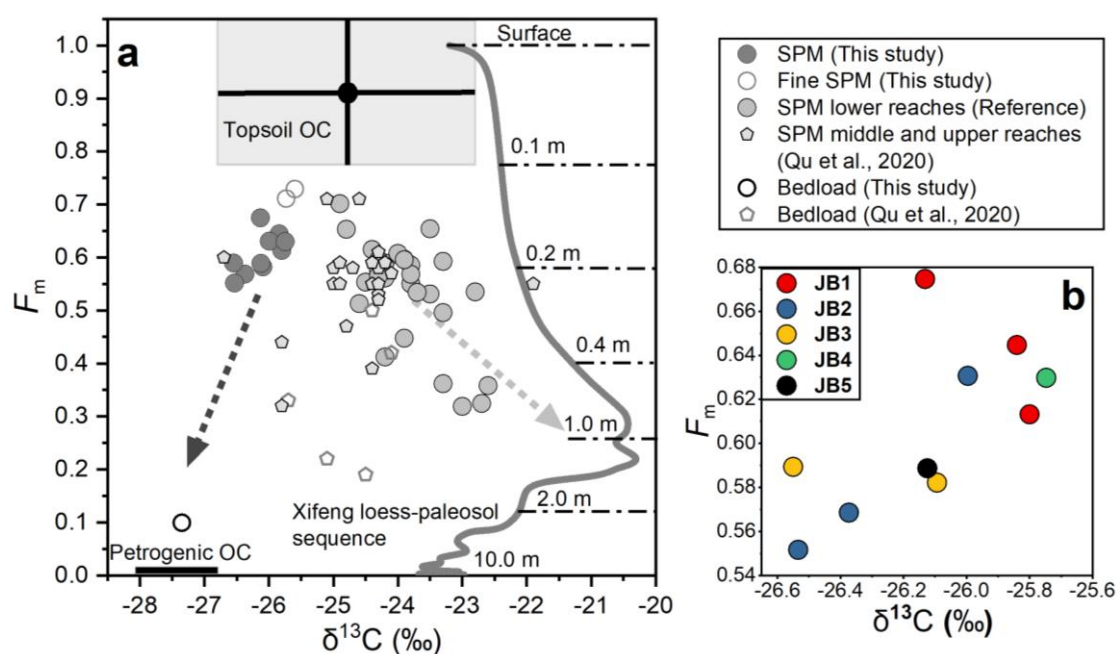 a
Surface
1.0
0.9
0.8
0.7
0.6
0.5
0.4
0.3
0.2
0.1
0.0
Fm
Topsoil OC
0.1 m
0.2 m
0.4 m
1.0 m
2.0 m
10.0 m
Xifeng loess-paleosol
sequence
Petrogenic OC
-28 -27 -26 -25 -24 -23 -22 -21 -20
δ13C (‰)
SPM (This study)
Fine SPM (This study)
SPM lower reaches (Reference)
SPM middle and upper reaches
(Qu et al., 2020)
Bedload (This study)
Bedload (Qu et al., 2020)
b
JB1
JB2
JB3
JB4
JB5
0.68
0.66
0.64
0.62
0.60
0.58
0.56
0.54
Fm
-26.6 -26.4 -26.2 -26.0 -25.8 -25.6
δ13C (‰)